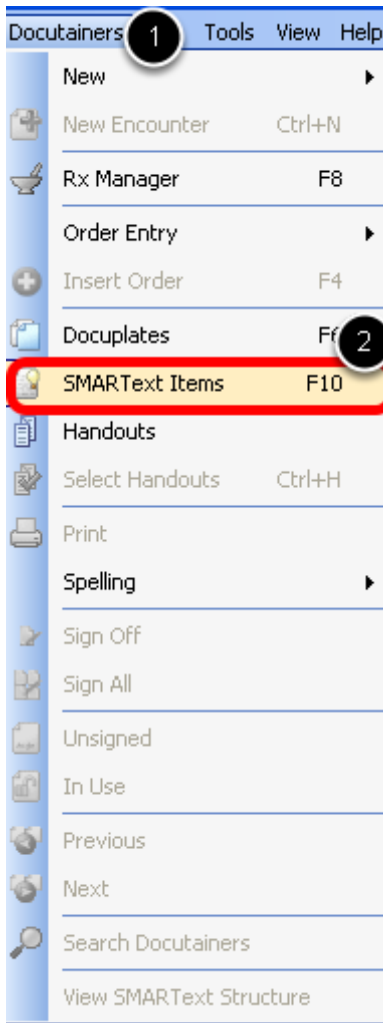 Docutainers 1 Tools View Help
New
New Encounter Ctrl+N
Rx Manager F8
Order Entry
Insert Order F4
Docuplates F6 2
SMARText Items F10
Handouts
Select Handouts Ctrl+H
Print
Spelling
Sign Off
Sign All
Unsigned
In Use
Previous
Next
Search Docutainers
View SMARText Structure